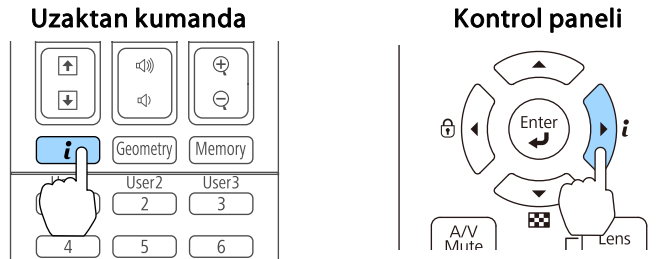 Uzaktan kumanda
i
Geometry
Memory
User2
User3
2
3
4
5
6
Kontrol paneli
Enter
i
A/V
Mute
Lens